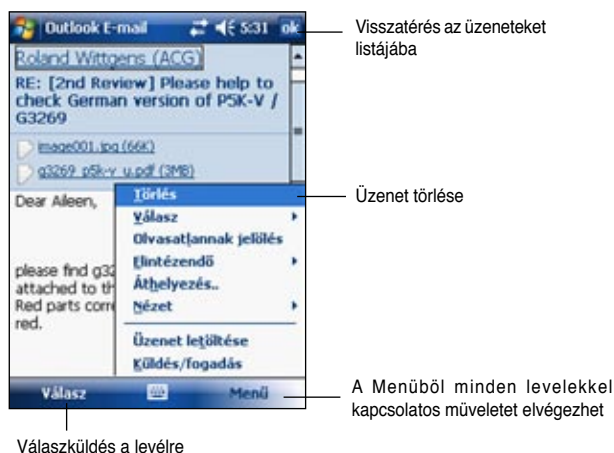 Outlook E-mail 5:31 ok
Visszatérés az üzeneteket
listájába
Roland Wittgens (ACG)
RE: [2nd Review] Please help to
check German version of P5K-V /
G3269
image001.jpg (66K)
g3269_p5k-v_u.pdf (3MB)
Dear Aileen,
Törlés
Üzenet törlése
Válasz
Olvasatlannak jelölés
Elintézendő
please find g32
attached to th
Red parts corre
red.
Áthelyezés..
Nézet
Üzenet letöltése
Küldés/fogadás
Válasz
Menü
A Menüből minden levelekkel
kapcsolatos műveletet elvégezhet
Válaszküldés a levélre